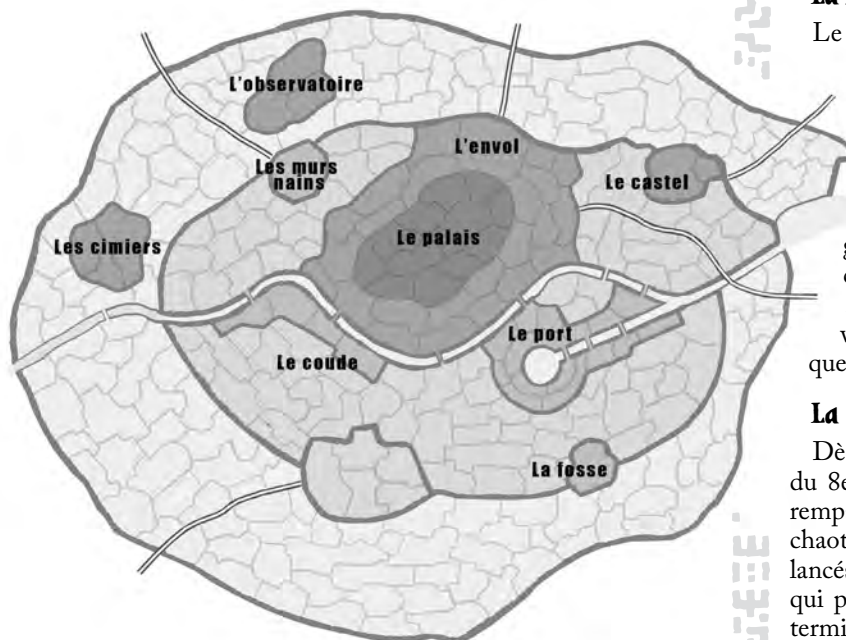 L'observatoire
L'envol
Les murs
nains
Le castel
Le palais
Les cimiers
Le port
Le coude
La fosse
Le
que
La
Dè
du 8e
remp
chaot
lancés
qui p
termi